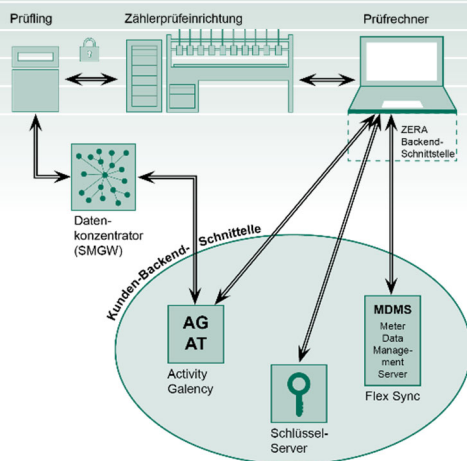 Prüfling
Zählerprüfeinrichtung
Prüfrechner
ZERA
Backend-
Schnittstelle
Daten-
konzentrator
(SMGW)
Kunden-Backend-Schnittelle
AG
AT
Activity
Galency
Schlüssel-
Server
MDMS
Meter
Data
Manage-
ment
Server
Flex Sync